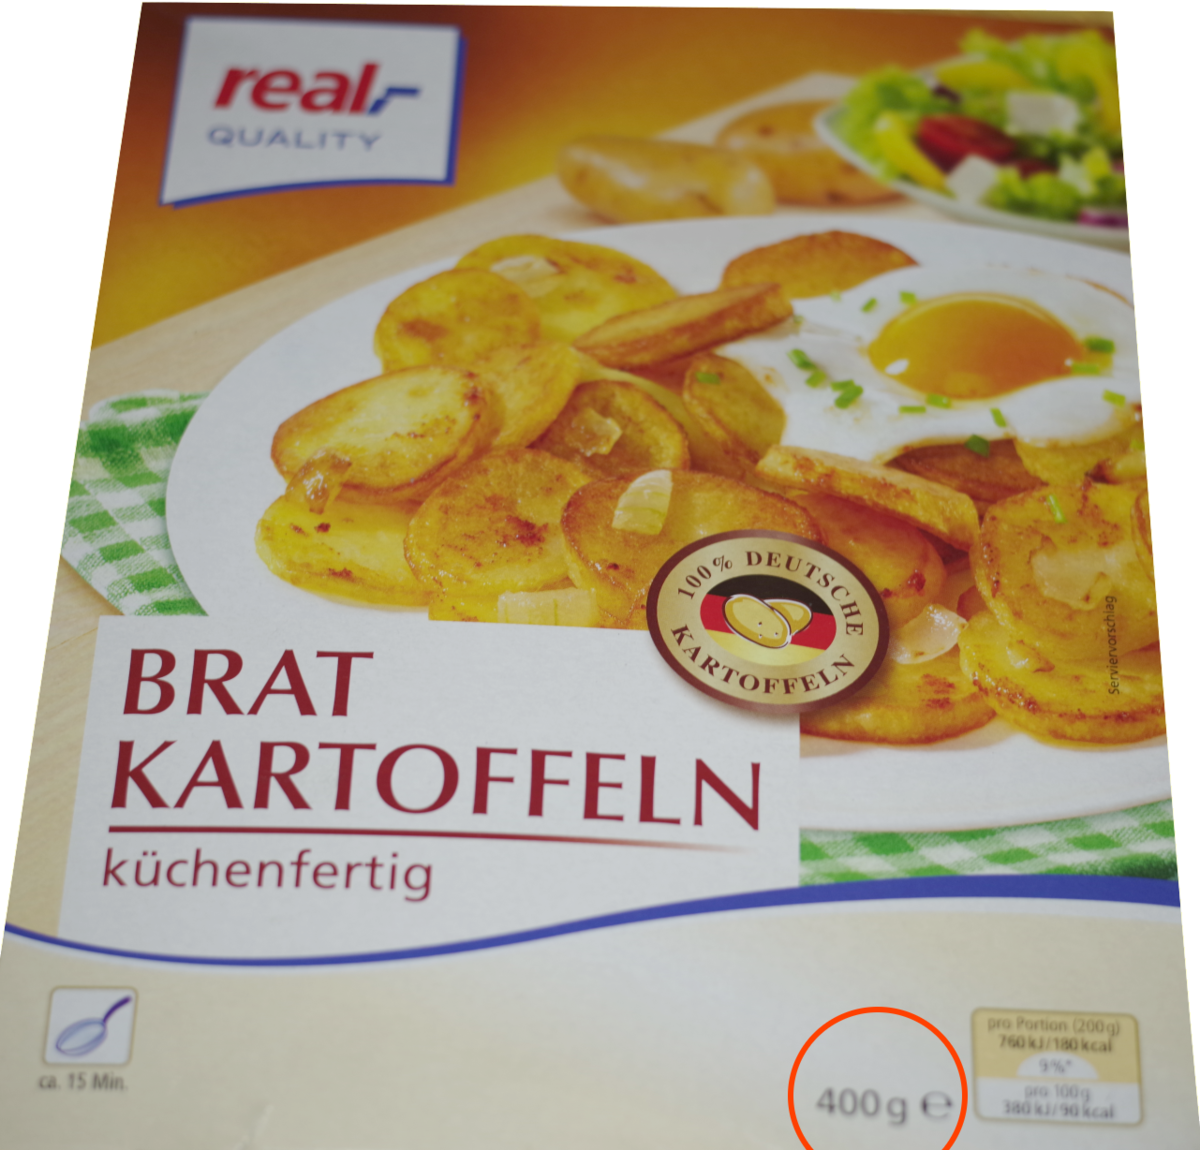 real,-
QUALITY
100% DEUTSCHE
KARTOFFELN
Serviervorschlag
BRAT
KARTOFFELN
küchenfertig
ca. 15 Min.
400g ℮
pro Portion (200g)
760 kJ/180 kcal
9%*
pro 100g
380 kJ/90 kcal